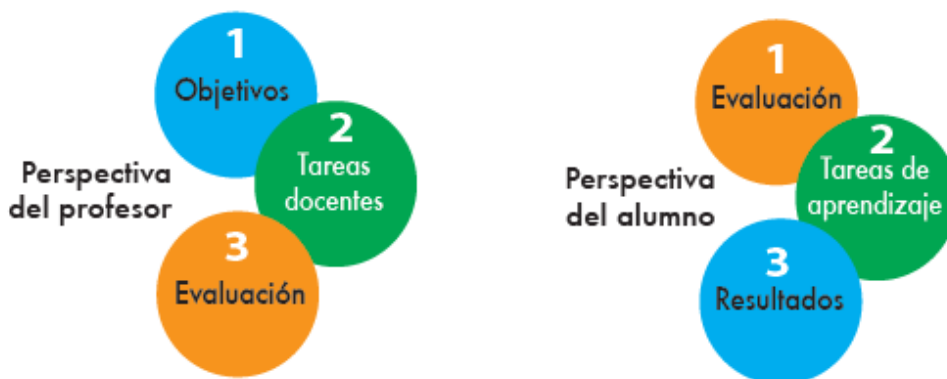 1
Objetivos
2
Tareas
docentes
Perspectiva
del profesor
3
Evaluación
1
Evaluación
2
Tareas de
aprendizaje
Perspectiva
del alumno
3
Resultados